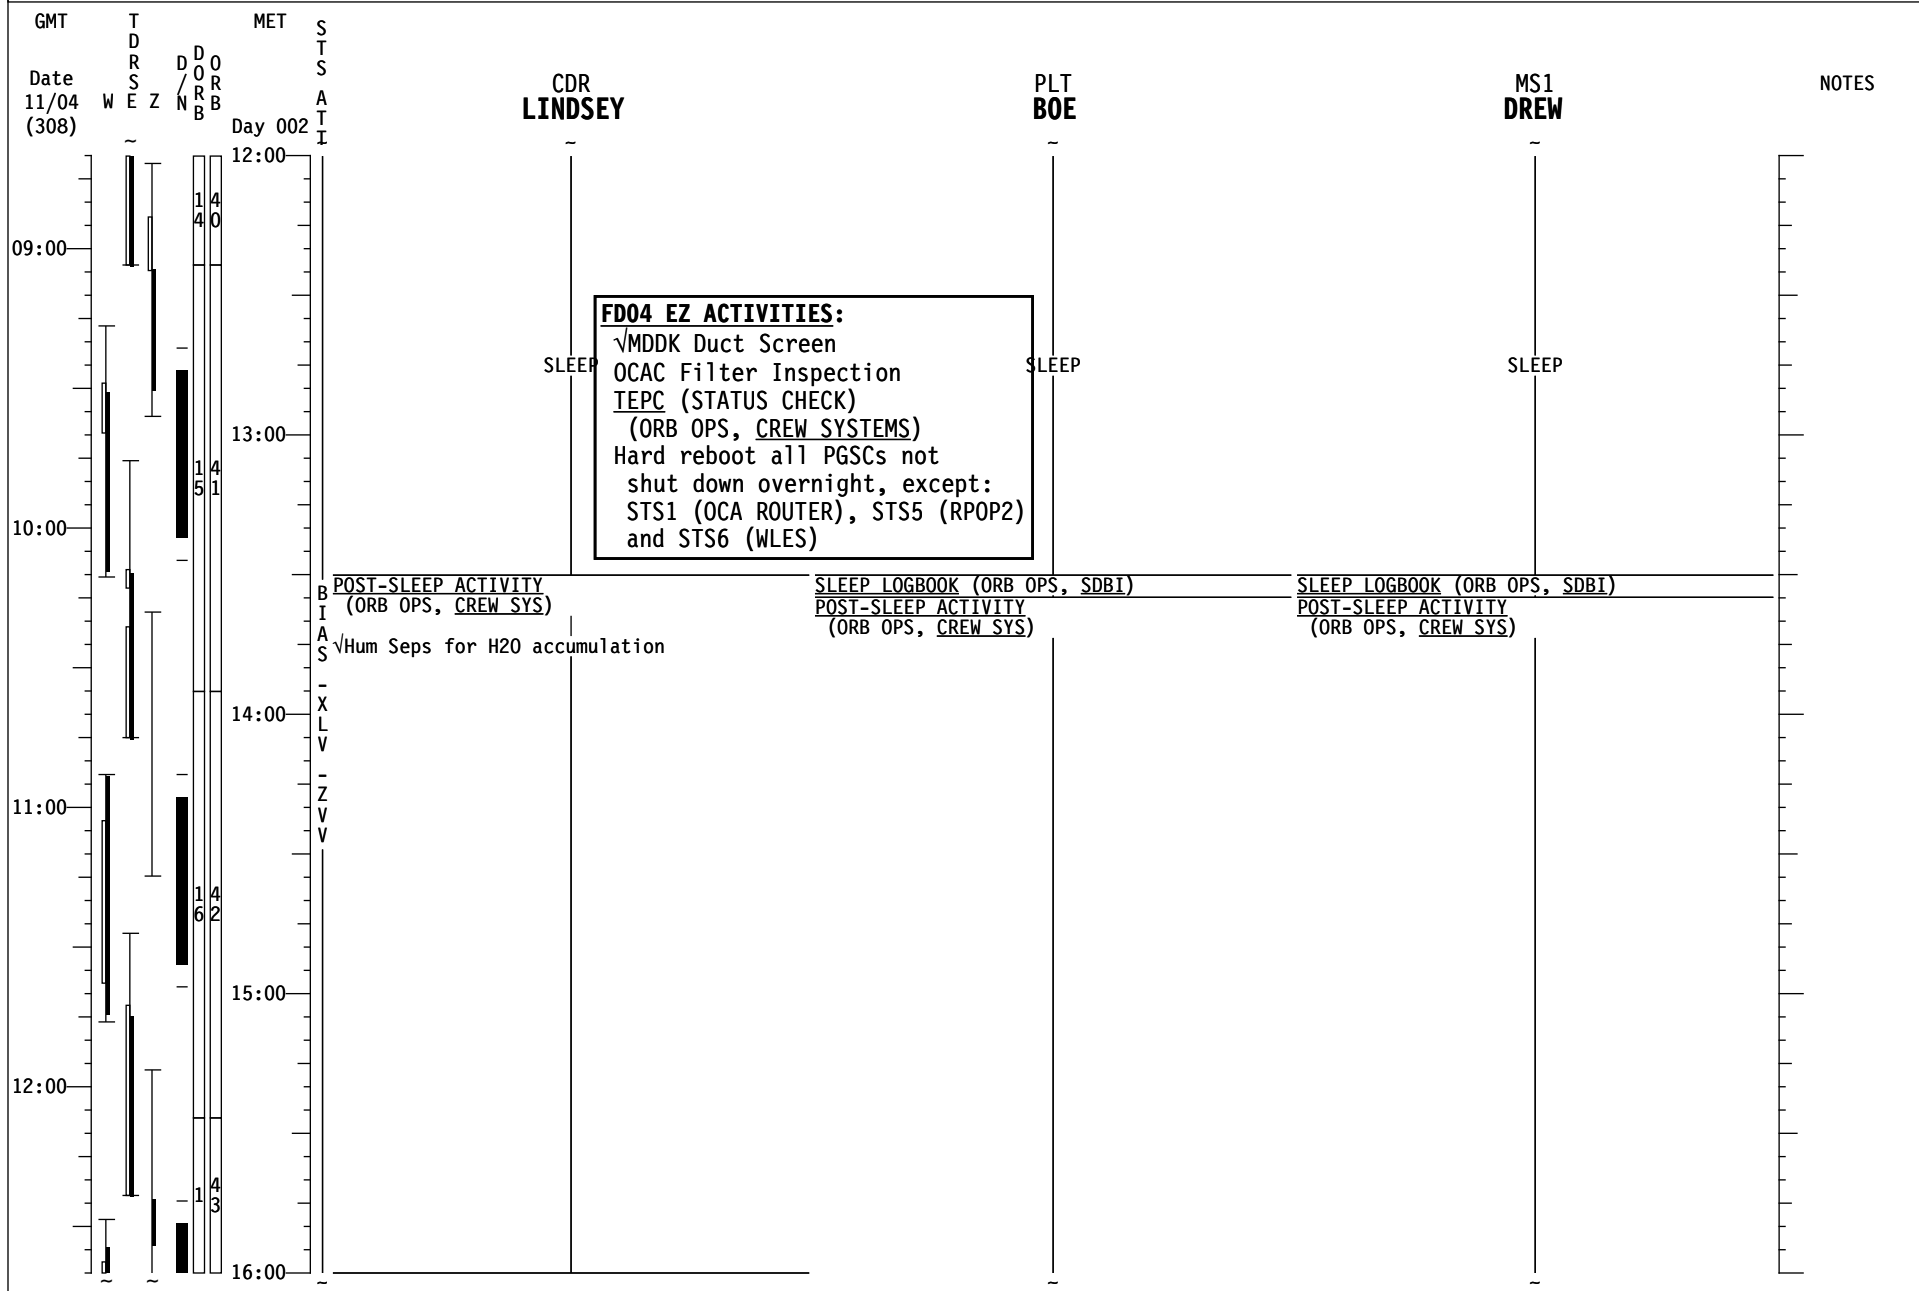 GMT
TDRS
MET
STS ATT
Date
11/04
(308)
W E Z
D/N
DORB
ORB
Day 002
CDR
LINDSEY
PLT
BOE
MS1
DREW
NOTES
~ ~ ~ ~
12:00
14 40
09:00
FD04 EZ ACTIVITIES:
√MDDK Duct Screen
OCAC Filter Inspection
TEPC (STATUS CHECK)
(ORB OPS, CREW SYSTEMS)
Hard reboot all PGSCs not
shut down overnight, except:
STS1 (OCA ROUTER), STS5 (RPOP2)
and STS6 (WLES)
SLEEP SLEEP SLEEP
13:00
15 41
10:00
POST-SLEEP ACTIVITY
(ORB OPS, CREW SYS)
√Hum Seps for H2O accumulation
SLEEP LOGBOOK (ORB OPS, SDBI)
POST-SLEEP ACTIVITY
(ORB OPS, CREW SYS)
SLEEP LOGBOOK (ORB OPS, SDBI)
POST-SLEEP ACTIVITY
(ORB OPS, CREW SYS)
BIAS -XLV -ZVV
14:00
11:00
16 42
15:00
12:00
1 43
16:00
~ ~ ~ ~ ~